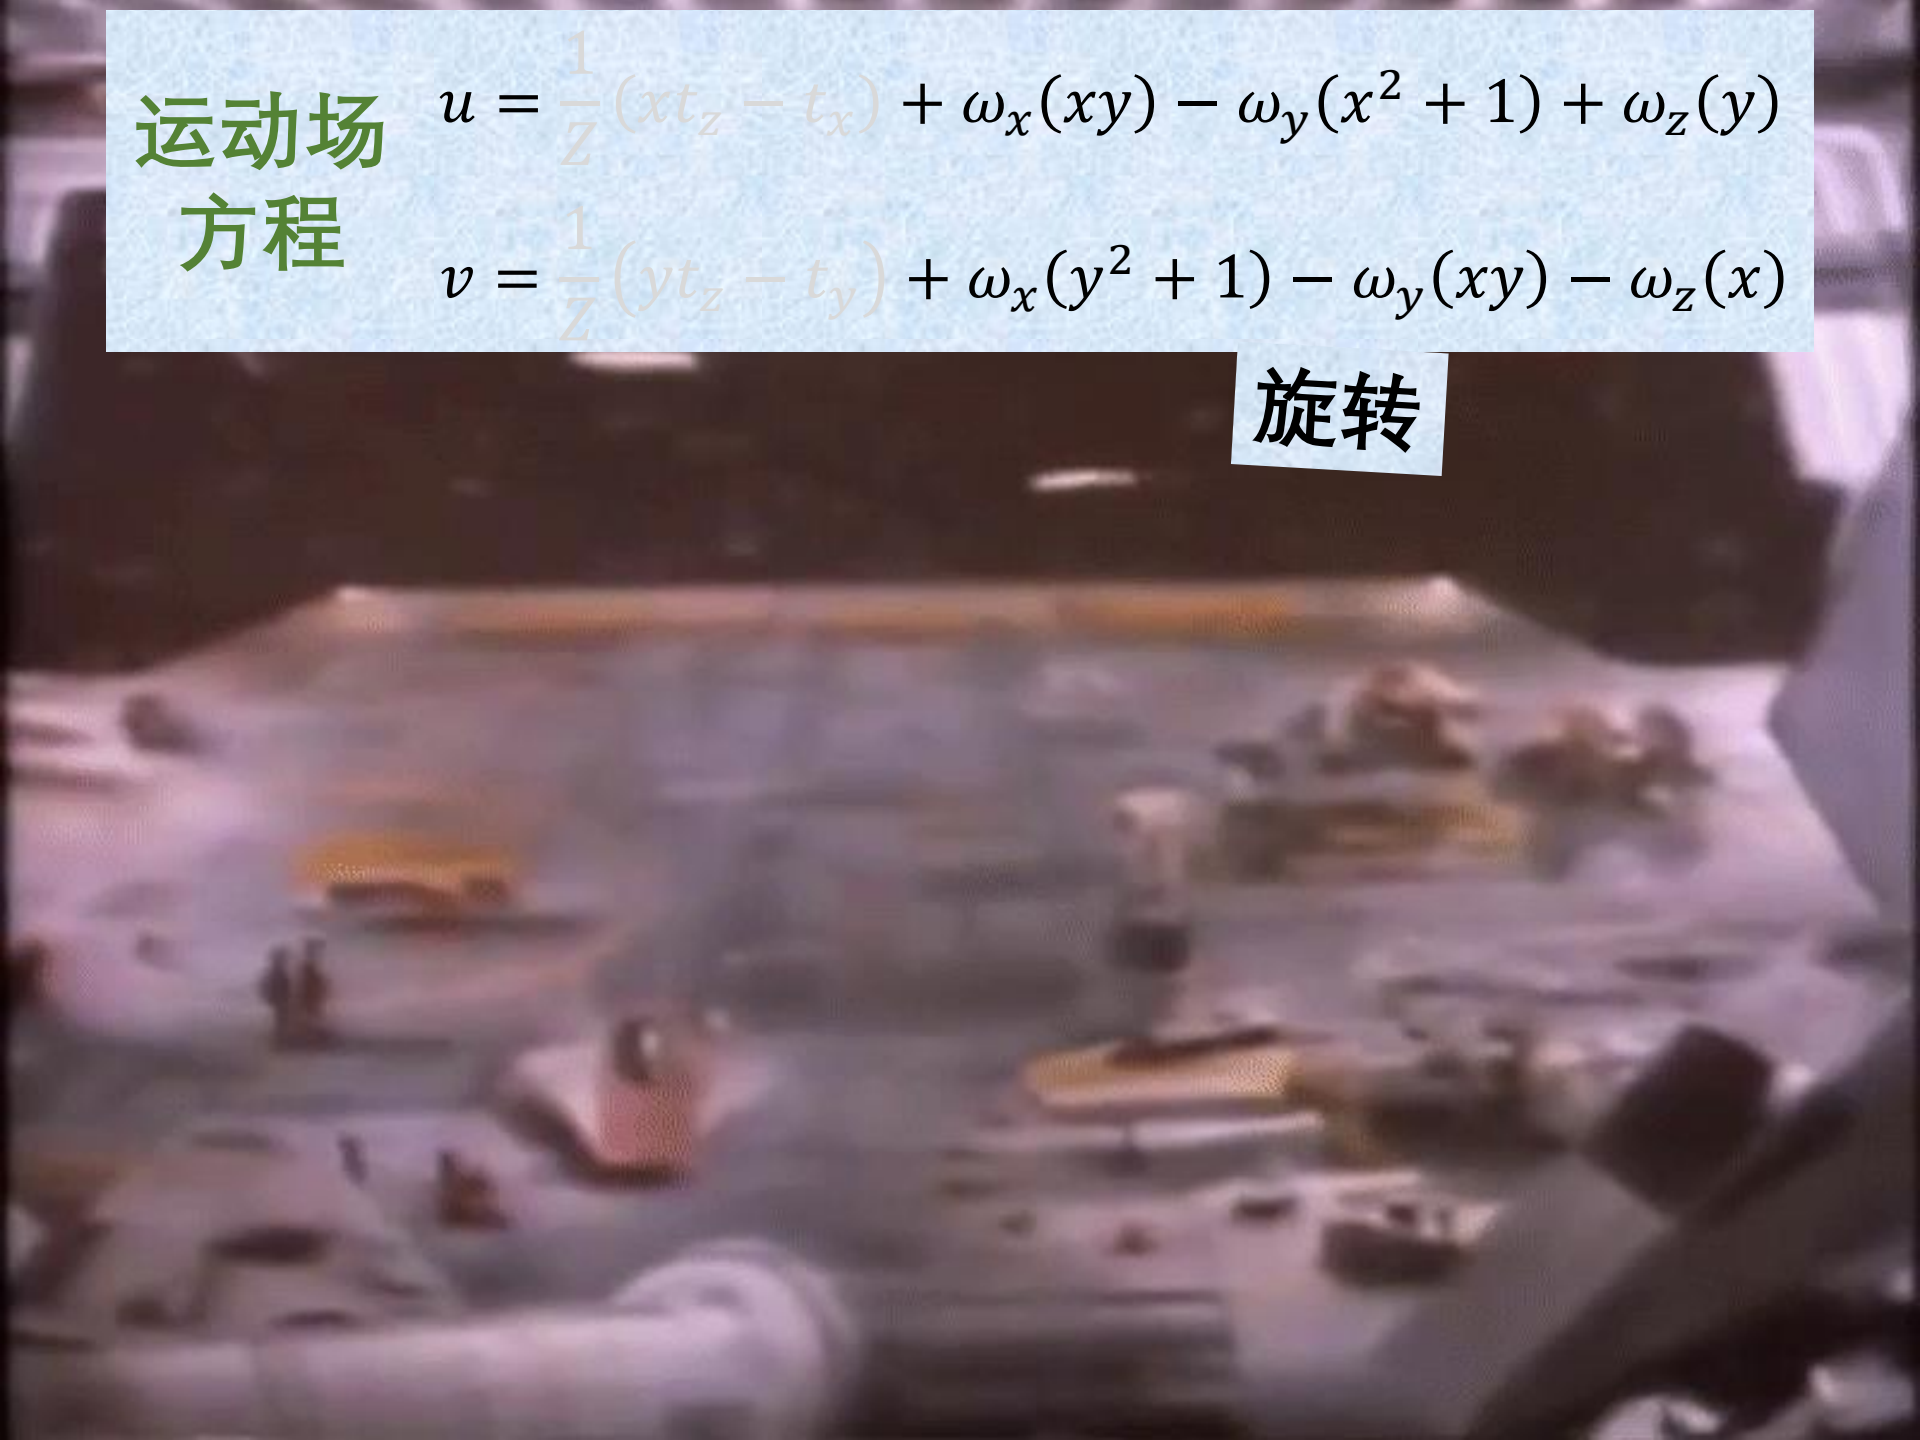 运动场
方程
u = 1/Z (xt_z − t_x) + ω_x(xy) − ω_y(x² + 1) + ω_z(y)
v = 1/Z (yt_z − t_y) + ω_x(y² + 1) − ω_y(xy) − ω_z(x)
旋转